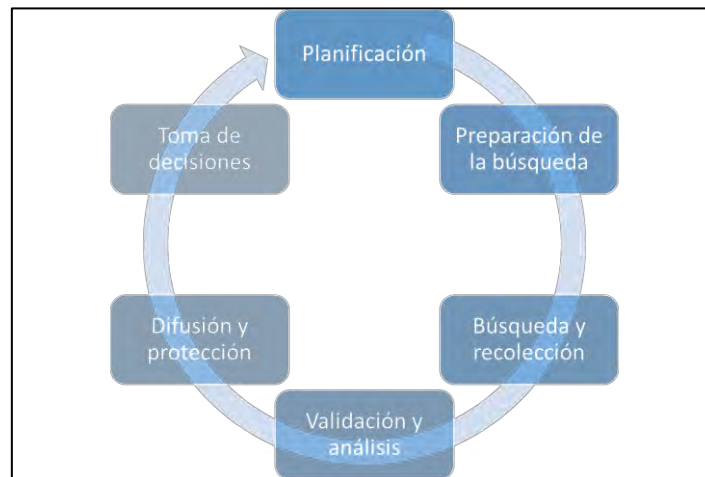 Planificación
Preparación de
la búsqueda
Búsqueda y
recolección
Validación y
análisis
Difusión y
protección
Toma de
decisiones